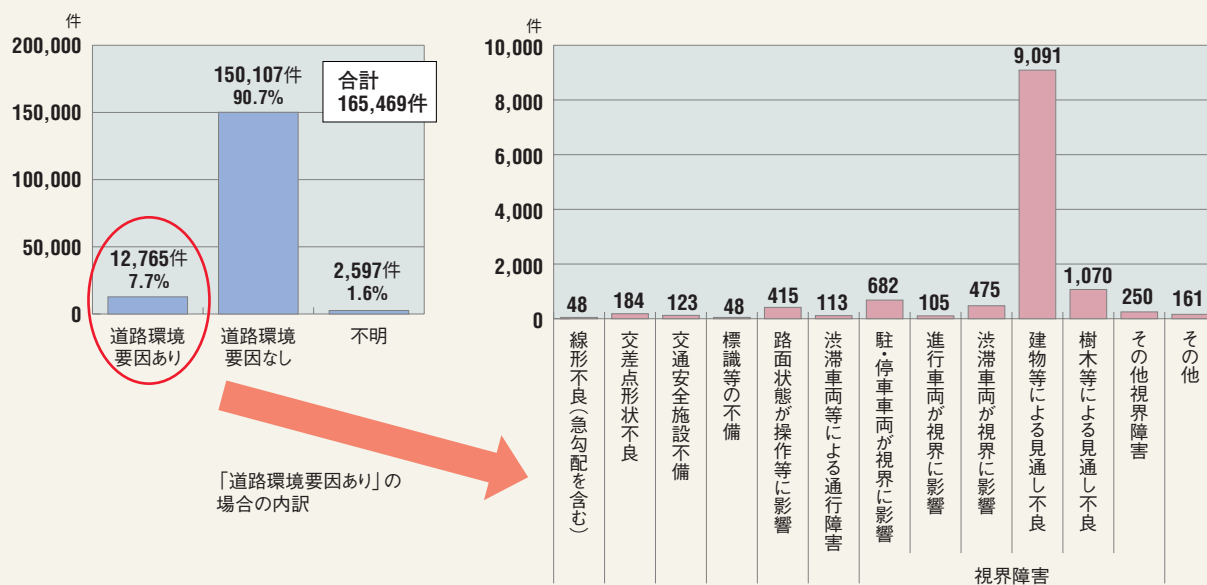 件
200,000
150,000
100,000
50,000
0
150,107件
90.7%
合計
165,469件
12,765件
7.7%
2,597件
1.6%
道路環境
要因あり
道路環境
要因なし
不明
「道路環境要因あり」の
場合の内訳
件
10,000
8,000
6,000
4,000
2,000
0
48
184
123
48
415
113
682
105
475
9,091
1,070
250
161
線形不良(急勾配を含む)
交差点形状不良
交通安全施設不備
標識等の不備
路面状態が操作等に影響
渋滞車両等による通行障害
駐・停車車両が視界に影響
進行車両が視界に影響
渋滞車両が視界に影響
建物等による見通し不良
樹木等による見通し不良
その他視界障害
その他
視界障害